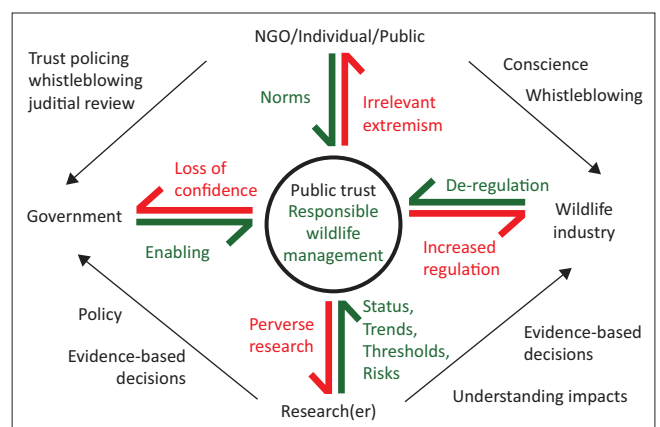 NGO/Individual/Public
Trust policing
whistleblowing
juditial review
Conscience
Whistleblowing
Norms
Irrelevant
extremism
Loss of
confidence
Public trust
Responsible
wildlife
management
De-regulation
Government
Wildlife
industry
Enabling
Increased
regulation
Policy
Evidence-based
decisions
Perverse
research
Status,
Trends,
Thresholds,
Risks
Evidence-based
decisions
Understanding impacts
Research(er)